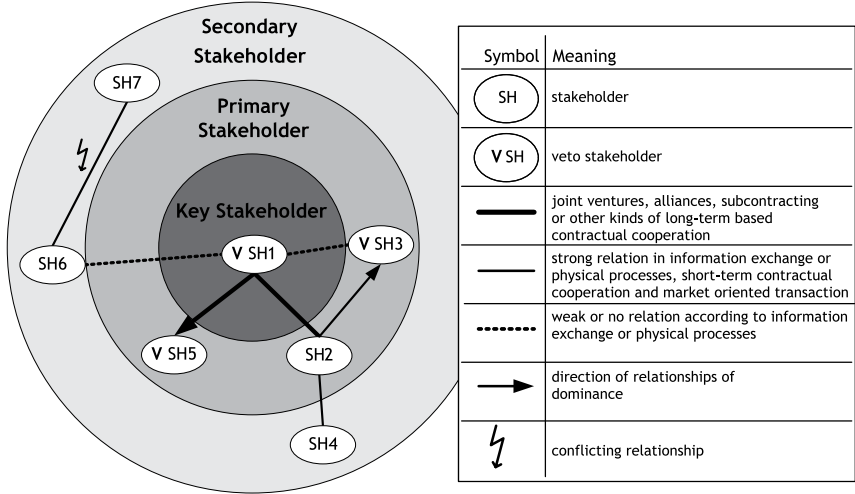 Secondary
Stakeholder
SH7
Primary
Stakeholder
Key Stakeholder
V SH1
V SH3
SH6
V SH5
SH2
SH4
Symbol Meaning
SH stakeholder
V SH veto stakeholder
joint ventures, alliances, subcontracting
or other kinds of long-term based
contractual cooperation
strong relation in information exchange or
physical processes, short-term contractual
cooperation and market oriented transaction
weak or no relation according to information
exchange or physical processes
direction of relationships of
dominance
conflicting relationship